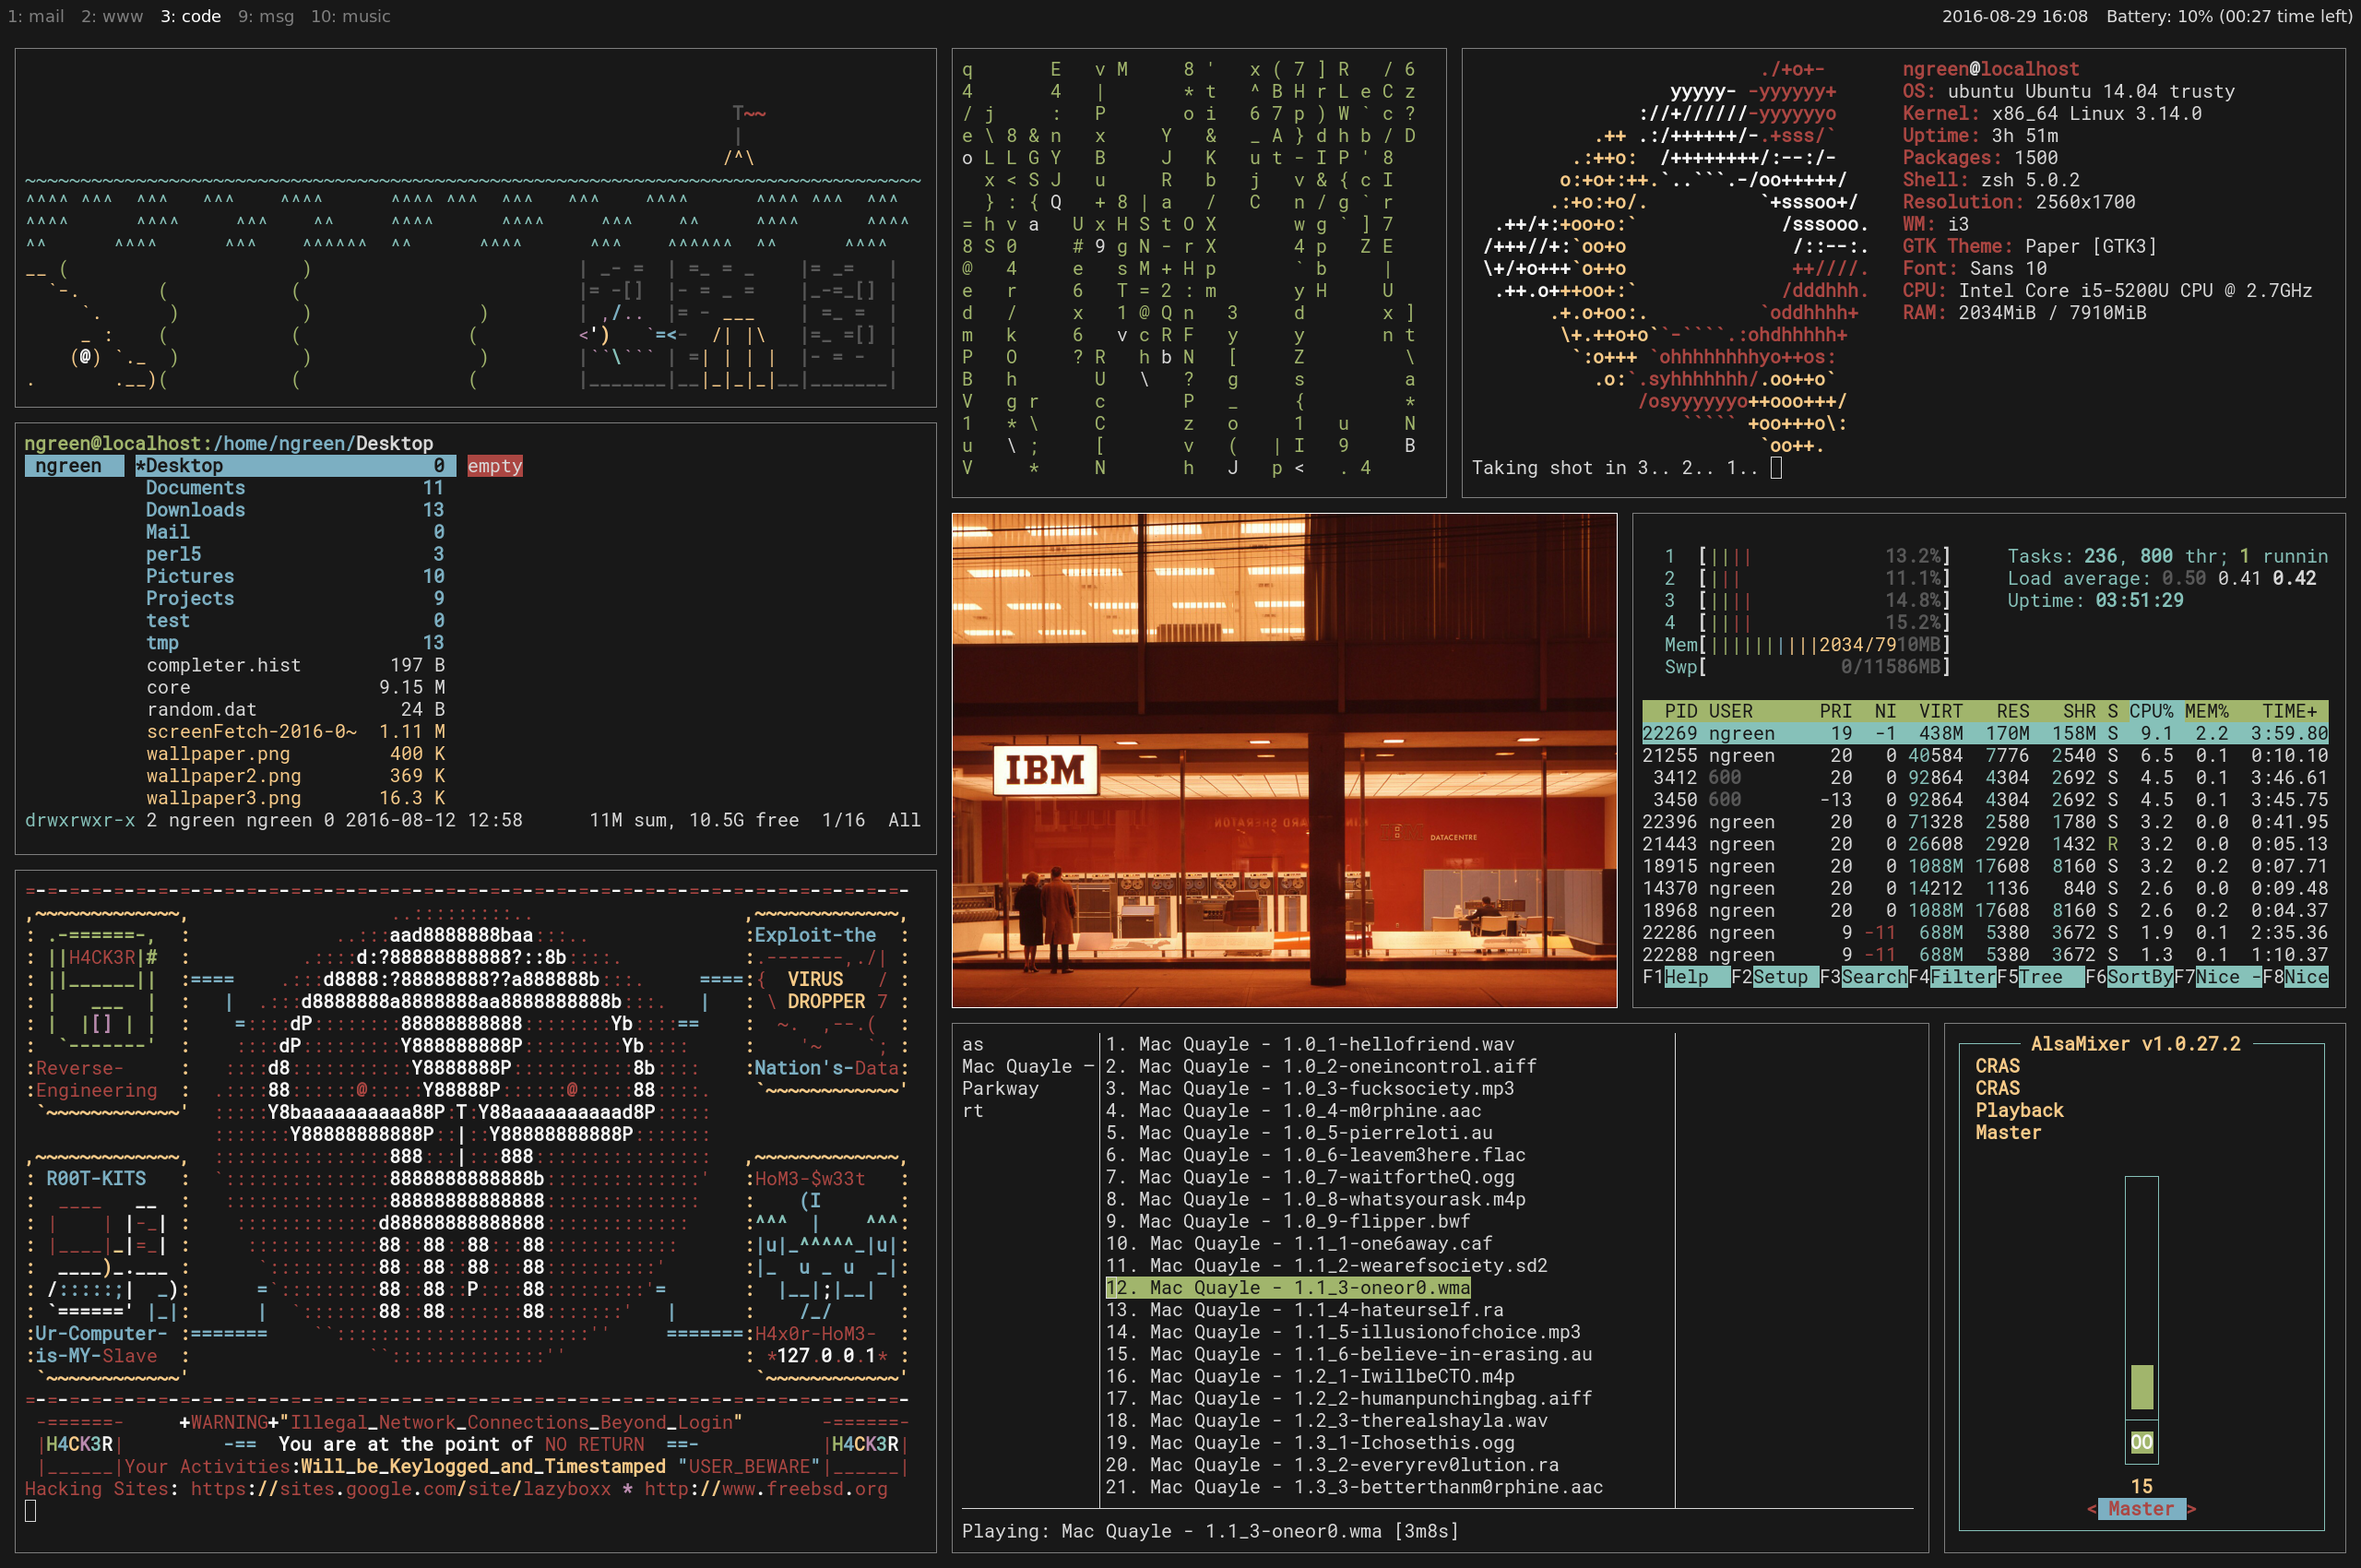 1: mail 2: www 3: code 9: msg 10: music
2016-08-29 16:08 Battery: 10% (00:27 time left)
ngreen@localhost:/home/ngreen/Desktop
ngreen *Desktop 0 empty
Documents 11
Downloads 13
Mail 0
perl5 3
Pictures 10
Projects 9
test 0
tmp 13
completer.hist 197 B
core 9.15 M
random.dat 24 B
screenFetch-2016-0~ 1.11 M
wallpaper.png 400 K
wallpaper2.png 369 K
wallpaper3.png 16.3 K
drwxrwxr-x 2 ngreen ngreen 0 2016-08-12 12:58 11M sum, 10.5G free 1/16 All
H4CK3R
Reverse-
Engineering
Exploit-the
VIRUS
DROPPER
Nation's-Data
R00T-KITS
Ur-Computer-
is-MY-Slave
HoM3-$w33t
H4x0r-HoM3-
*127.0.0.1*
+WARNING+"Illegal_Network_Connections_Beyond_Login"
H4CK3R -== You are at the point of NO RETURN ==- H4CK3R
Your Activities:Will_be_Keylogged_and_Timestamped "USER_BEWARE"
Hacking Sites: https://sites.google.com/site/lazyboxx * http://www.freebsd.org
ngreen@localhost
OS: ubuntu Ubuntu 14.04 trusty
Kernel: x86_64 Linux 3.14.0
Uptime: 3h 51m
Packages: 1500
Shell: zsh 5.0.2
Resolution: 2560x1700
WM: i3
GTK Theme: Paper [GTK3]
Font: Sans 10
CPU: Intel Core i5-5200U CPU @ 2.7GHz
RAM: 2034MiB / 7910MiB
Taking shot in 3.. 2.. 1..
IBM
DATACENTRE
1 [|||| 13.2%] Tasks: 236, 800 thr; 1 runnin
2 [||| 11.1%] Load average: 0.50 0.41 0.42
3 [|||| 14.8%] Uptime: 03:51:29
4 [|||| 15.2%]
Mem[||||||||||2034/7910MB]
Swp[ 0/11586MB]
PID USER PRI NI VIRT RES SHR S CPU% MEM% TIME+
22269 ngreen 19 -1 438M 170M 158M S 9.1 2.2 3:59.80
21255 ngreen 20 0 40584 7776 2540 S 6.5 0.1 0:10.10
3412 600 20 0 92864 4304 2692 S 4.5 0.1 3:46.61
3450 600 -13 0 92864 4304 2692 S 4.5 0.1 3:45.75
22396 ngreen 20 0 71328 2580 1780 S 3.2 0.0 0:41.95
21443 ngreen 20 0 26608 2920 1432 R 3.2 0.0 0:05.13
18915 ngreen 20 0 1088M 17608 8160 S 3.2 0.2 0:07.71
14370 ngreen 20 0 14212 1136 840 S 2.6 0.0 0:09.48
18968 ngreen 20 0 1088M 17608 8160 S 2.6 0.2 0:04.37
22286 ngreen 9 -11 688M 5380 3672 S 1.9 0.1 2:35.36
22288 ngreen 9 -11 688M 5380 3672 S 1.3 0.1 1:10.37
F1Help F2Setup F3SearchF4FilterF5Tree F6SortByF7Nice -F8Nice
as
Mac Quayle —
Parkway
rt
1. Mac Quayle - 1.0_1-hellofriend.wav
2. Mac Quayle - 1.0_2-oneincontrol.aiff
3. Mac Quayle - 1.0_3-fucksociety.mp3
4. Mac Quayle - 1.0_4-m0rphine.aac
5. Mac Quayle - 1.0_5-pierreloti.au
6. Mac Quayle - 1.0_6-leavem3here.flac
7. Mac Quayle - 1.0_7-waitfortheQ.ogg
8. Mac Quayle - 1.0_8-whatsyourask.m4p
9. Mac Quayle - 1.0_9-flipper.bwf
10. Mac Quayle - 1.1_1-one6away.caf
11. Mac Quayle - 1.1_2-wearefsociety.sd2
12. Mac Quayle - 1.1_3-oneor0.wma
13. Mac Quayle - 1.1_4-hateurself.ra
14. Mac Quayle - 1.1_5-illusionofchoice.mp3
15. Mac Quayle - 1.1_6-believe-in-erasing.au
16. Mac Quayle - 1.2_1-IwillbeCTO.m4p
17. Mac Quayle - 1.2_2-humanpunchingbag.aiff
18. Mac Quayle - 1.2_3-therealshayla.wav
19. Mac Quayle - 1.3_1-Ichosethis.ogg
20. Mac Quayle - 1.3_2-everyrev0lution.ra
21. Mac Quayle - 1.3_3-betterthanm0rphine.aac
Playing: Mac Quayle - 1.1_3-oneor0.wma [3m8s]
AlsaMixer v1.0.27.2
CRAS
CRAS
Playback
Master
OO
15
< Master >